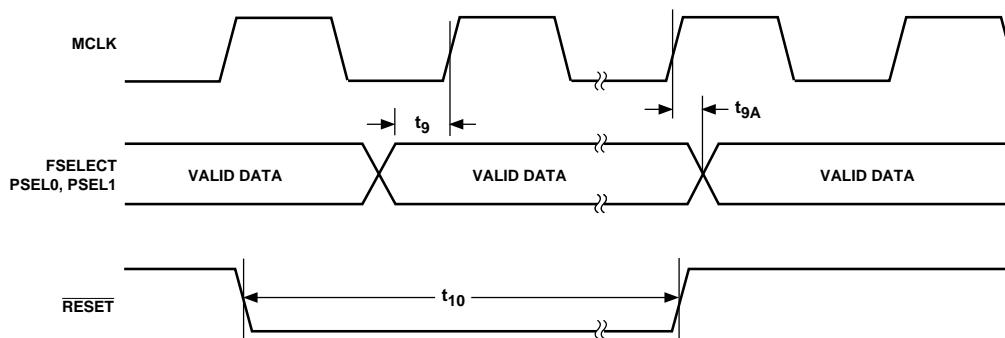 MCLK
t9
t9A
FSELECT
PSEL0, PSEL1
VALID DATA
VALID DATA
VALID DATA
t10
RESET